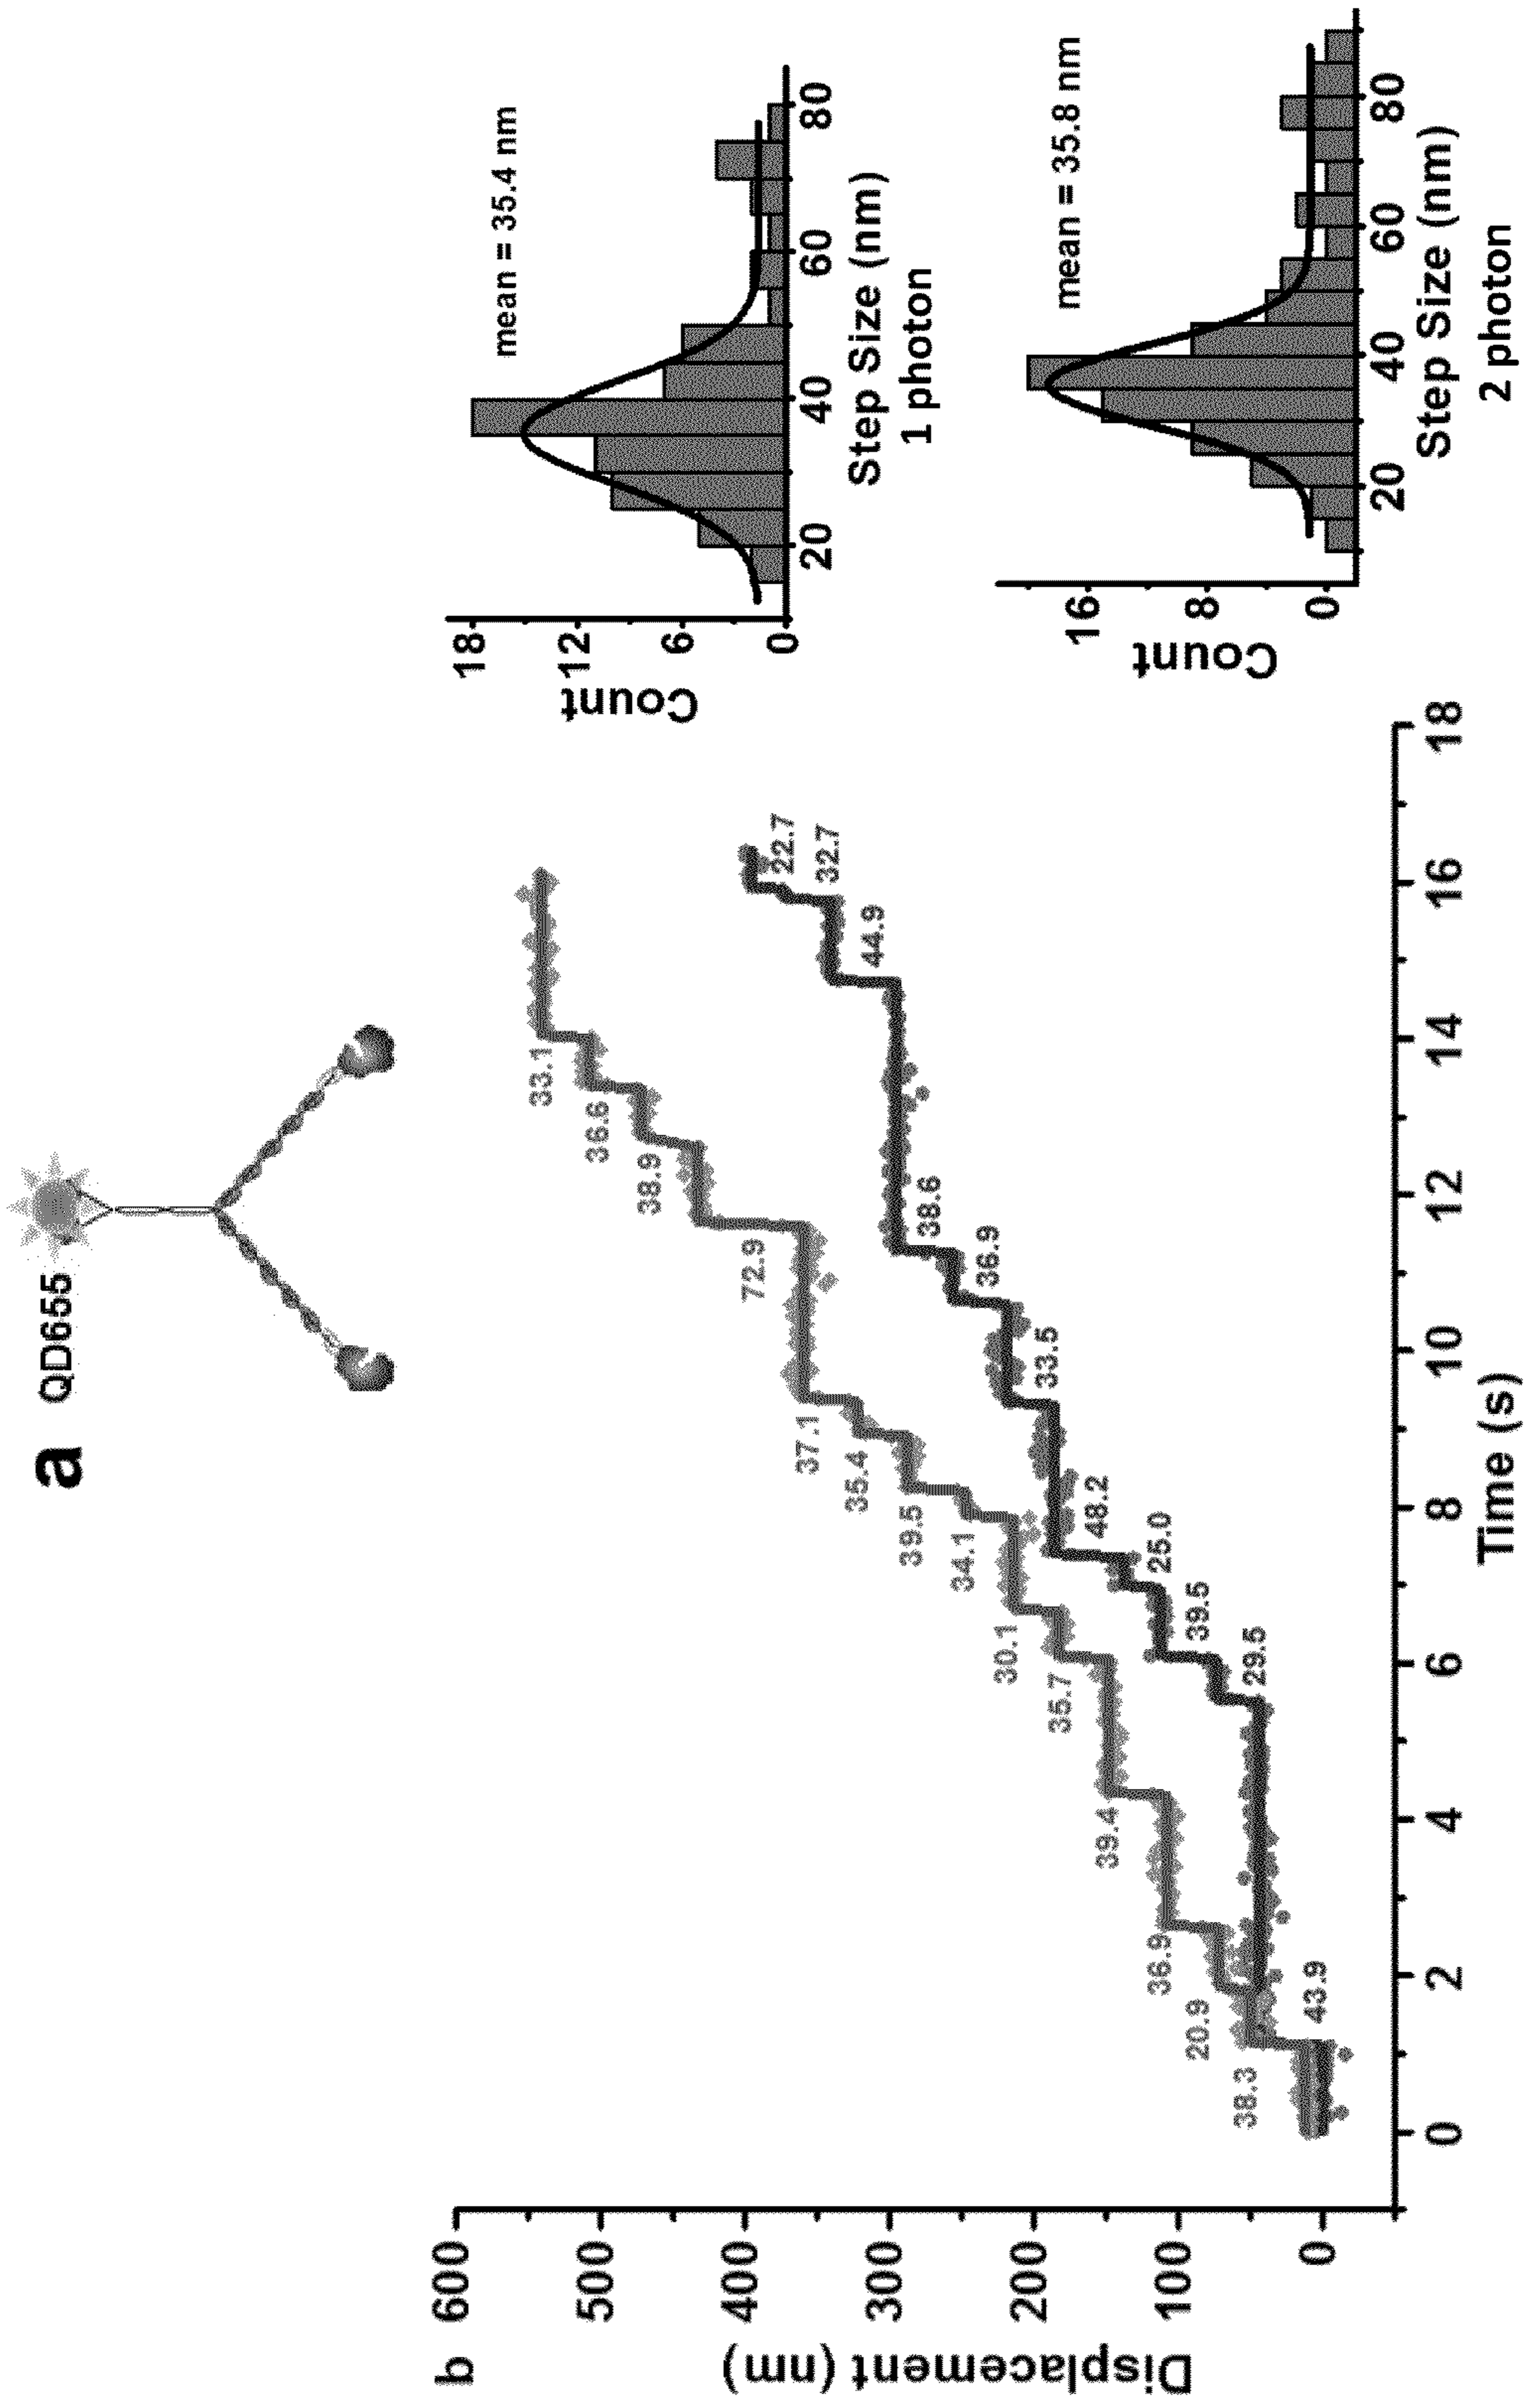 a QD655
b
Displacement (nm)
600
500
400
300
200
100
0
0 2 4 6 8 10 12 14 16 18
Time (s)
38.3
20.9
36.9
39.4
35.7
30.1
34.1
39.5
35.4
37.1
72.9
38.9
36.6
33.1
43.9
29.5
39.5
25.0
48.2
33.5
36.9
38.6
44.9
32.7
22.7
mean = 35.4 nm
Count
18
12
6
0
20 40 60 80
Step Size (nm)
1 photon
mean = 35.8 nm
Count
16
8
0
20 40 60 80
Step Size (nm)
2 photon